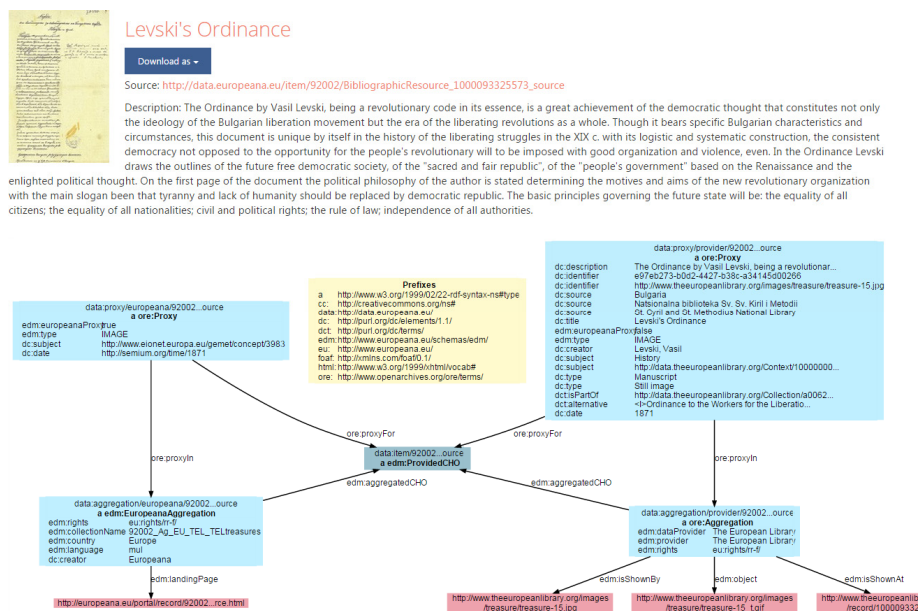 Levski's Ordinance
Download as
Source: http://data.europeana.eu/item/92002/BibliographicResource_1000093325573_source
Description: The Ordinance by Vasil Levski, being a revolutionary code in its essence, is a great achievement of the democratic thought that constitutes not only
the ideology of the Bulgarian liberation movement but the era of the liberating revolutions as a whole. Though it bears specific Bulgarian characteristics and
circumstances, this document is unique by itself in the history of the liberating struggles in the XIX c. with its logistic and systematic construction, the consistent
democracy not opposed to the opportunity for the people's revolutionary will to be imposed with good organization and violence, even. In the Ordinance Levski
draws the outlines of the future free democratic society, of the "sacred and fair republic", of the "people's government" based on the Renaissance and the
enlighted political thought. On the first page of the document the political philosophy of the author is stated determining the motives and aims of the new revolutionary organization
with the main slogan been that tyranny and lack of humanity should be replaced by democratic republic. The basic principles governing the future state will be: the equality of all
citizens; the equality of all nationalities; civil and political rights; the rule of law; independence of all authorities.
data:proxy/europeana/92002...ource
a ore:Proxy
edm:europeanaProxy true
edm:type IMAGE
dc:subject http://www.eionet.europa.eu/gemet/concept/3983
dc:date http://semium.org/time/1871
Prefixes
a http://www.w3.org/1999/02/22-rdf-syntax-ns#type
cc: http://creativecommons.org/ns#
data: http://data.europeana.eu/
dc: http://purl.org/dc/elements/1.1/
dct: http://purl.org/dc/terms/
edm: http://www.europeana.eu/schemas/edm/
eu: http://www.europeana.eu/
foaf: http://xmlns.com/foaf/0.1/
html: http://www.w3.org/1999/xhtml/vocab#
ore: http://www.openarchives.org/ore/terms/
data:proxy/provider/92002...ource
a ore:Proxy
dc:description The Ordinance by Vasil Levski, being a revolutionar...
dc:identifier e97eb273-b0d2-4427-b38c-a34145d00266
dc:identifier http://www.theeuropeanlibrary.org/images/treasure/treasure-15.jpg
dc:source Bulgaria
dc:source Natsionalna biblioteka Sv. Sv. Kiril i Metodii
dc:source St. Cyril and St. Methodius National Library
dc:title Levski's Ordinance
edm:europeanaProxy false
edm:type IMAGE
dc:creator Levski, Vasil
dc:subject History
dc:subject http://data.theeuropeanlibrary.org/Context/10000000...
dc:type Manuscript
dc:type Still image
dct:isPartOf http://data.theeuropeanlibrary.org/Collection/a0062...
dct:alternative <I>Ordinance to the Workers for the Liberatio...
dc:date 1871
ore:proxyFor
ore:proxyFor
data:item/92002...ource
a edm:ProvidedCHO
ore:proxyIn
ore:proxyIn
edm:aggregatedCHO
edm:aggregatedCHO
data:aggregation/europeana/92002...ource
a edm:EuropeanaAggregation
edm:rights eu:rights/rr-f/
edm:collectionName 92002_Ag_EU_TEL_TELtreasures
edm:country Europe
edm:language mul
dc:creator Europeana
data:aggregation/provider/92002...ource
a ore:Aggregation
edm:dataProvider The European Library
edm:provider The European Library
edm:rights eu:rights/rr-f/
edm:landingPage
edm:isShownBy
edm:object
edm:isShownAt
http://europeana.eu/portal/record/92002...rce.html
http://www.theeuropeanlibrary.org/images
/treasure/treasure-15.jpg
http://www.theeuropeanlibrary.org/images
/treasure/treasure-15_t.gif
http://www.theeuropeanlib
/record/100009332